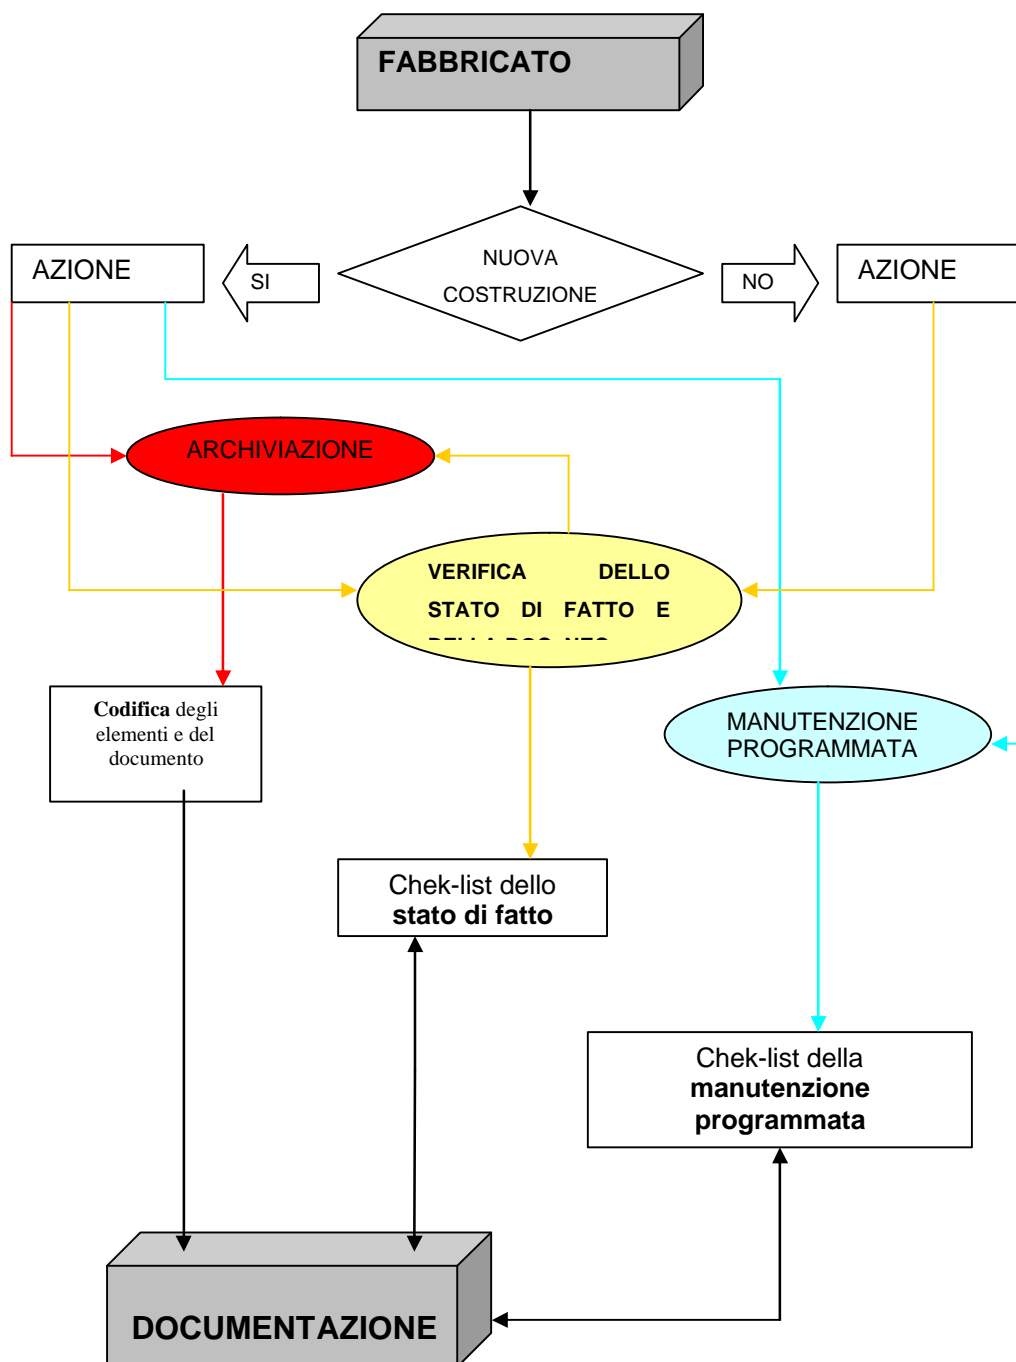 FABBRICATO
NUOVA
COSTRUZIONE
AZIONE
SI
NO
AZIONE
ARCHIVIAZIONE
VERIFICA DELLO
STATO DI FATTO E
Codifica degli
elementi e del
documento
MANUTENZIONE
PROGRAMMATA
Chek-list dello
stato di fatto
Chek-list della
manutenzione
programmata
DOCUMENTAZIONE